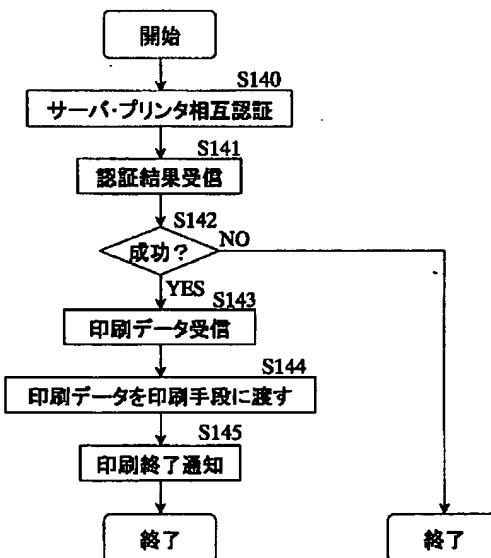 開始
S140
サーバ・プリンタ相互認証
S141
認証結果受信
S142
成功？
NO
YES
S143
印刷データ受信
S144
印刷データを印刷手段に渡す
S145
印刷終了通知
終了
終了